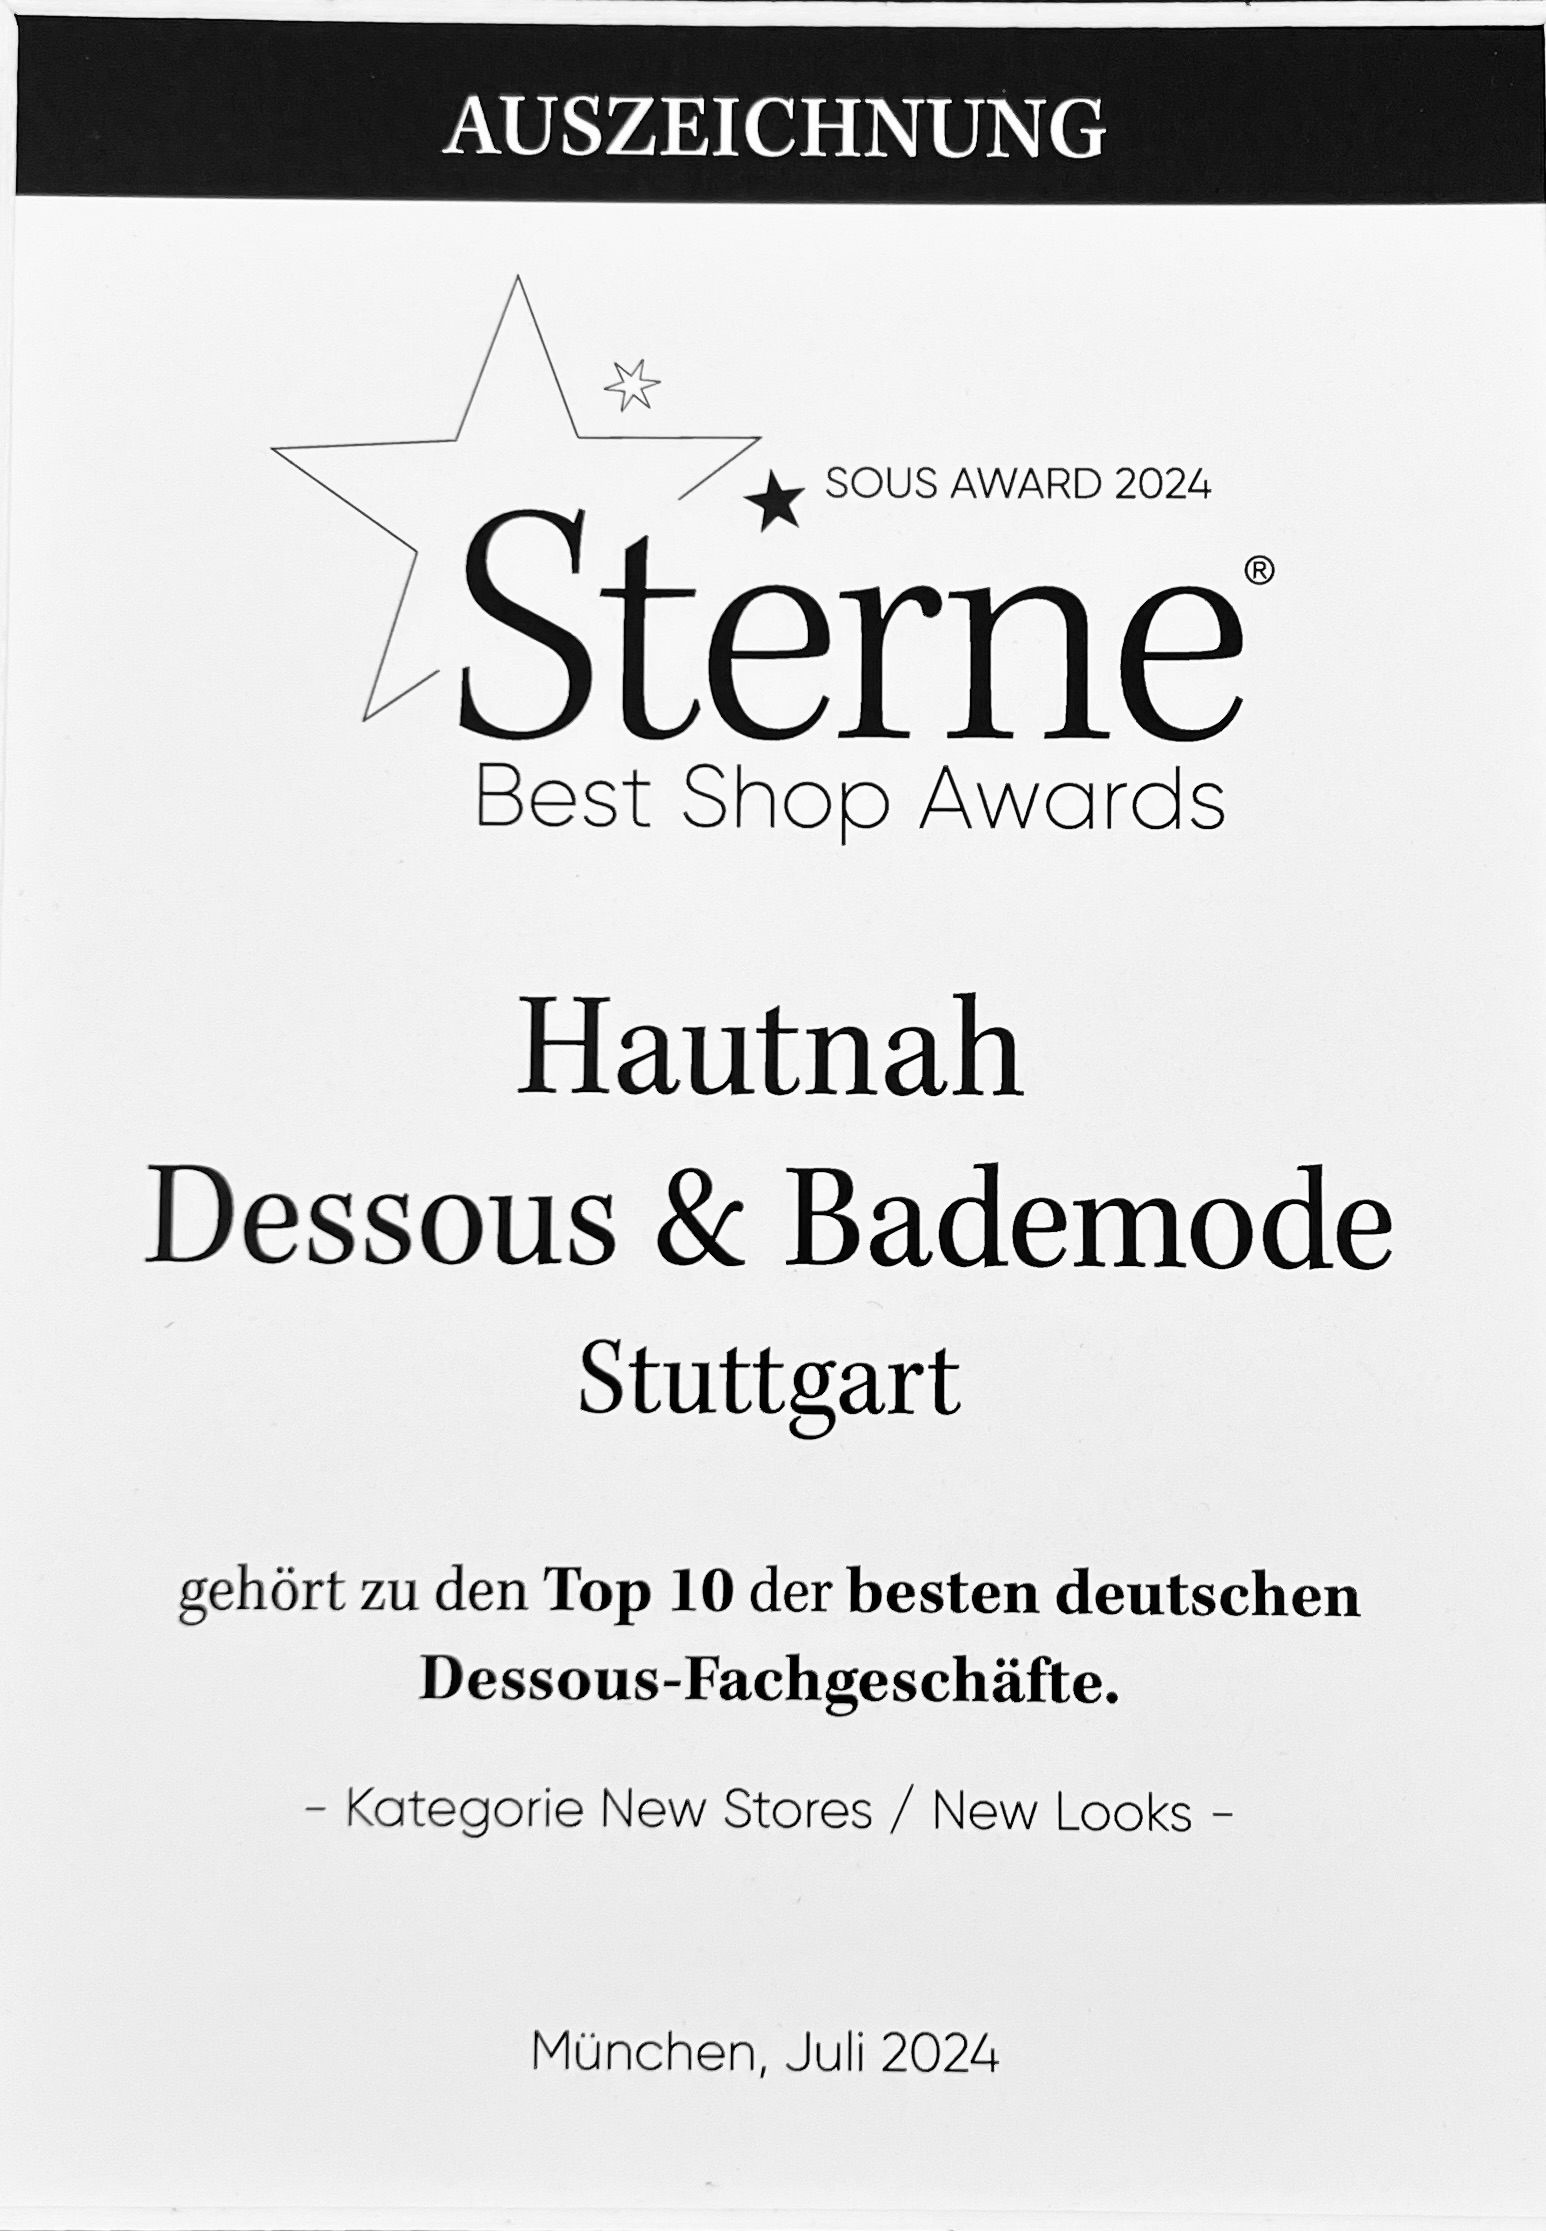 AUSZEICHNUNG
SOUS AWARD 2024
Sterne®
Best Shop Awards
Hautnah
Dessous & Bademode
Stuttgart
gehört zu den Top 10 der besten deutschen
Dessous-Fachgeschäfte.
- Kategorie New Stores / New Looks -
München, Juli 2024